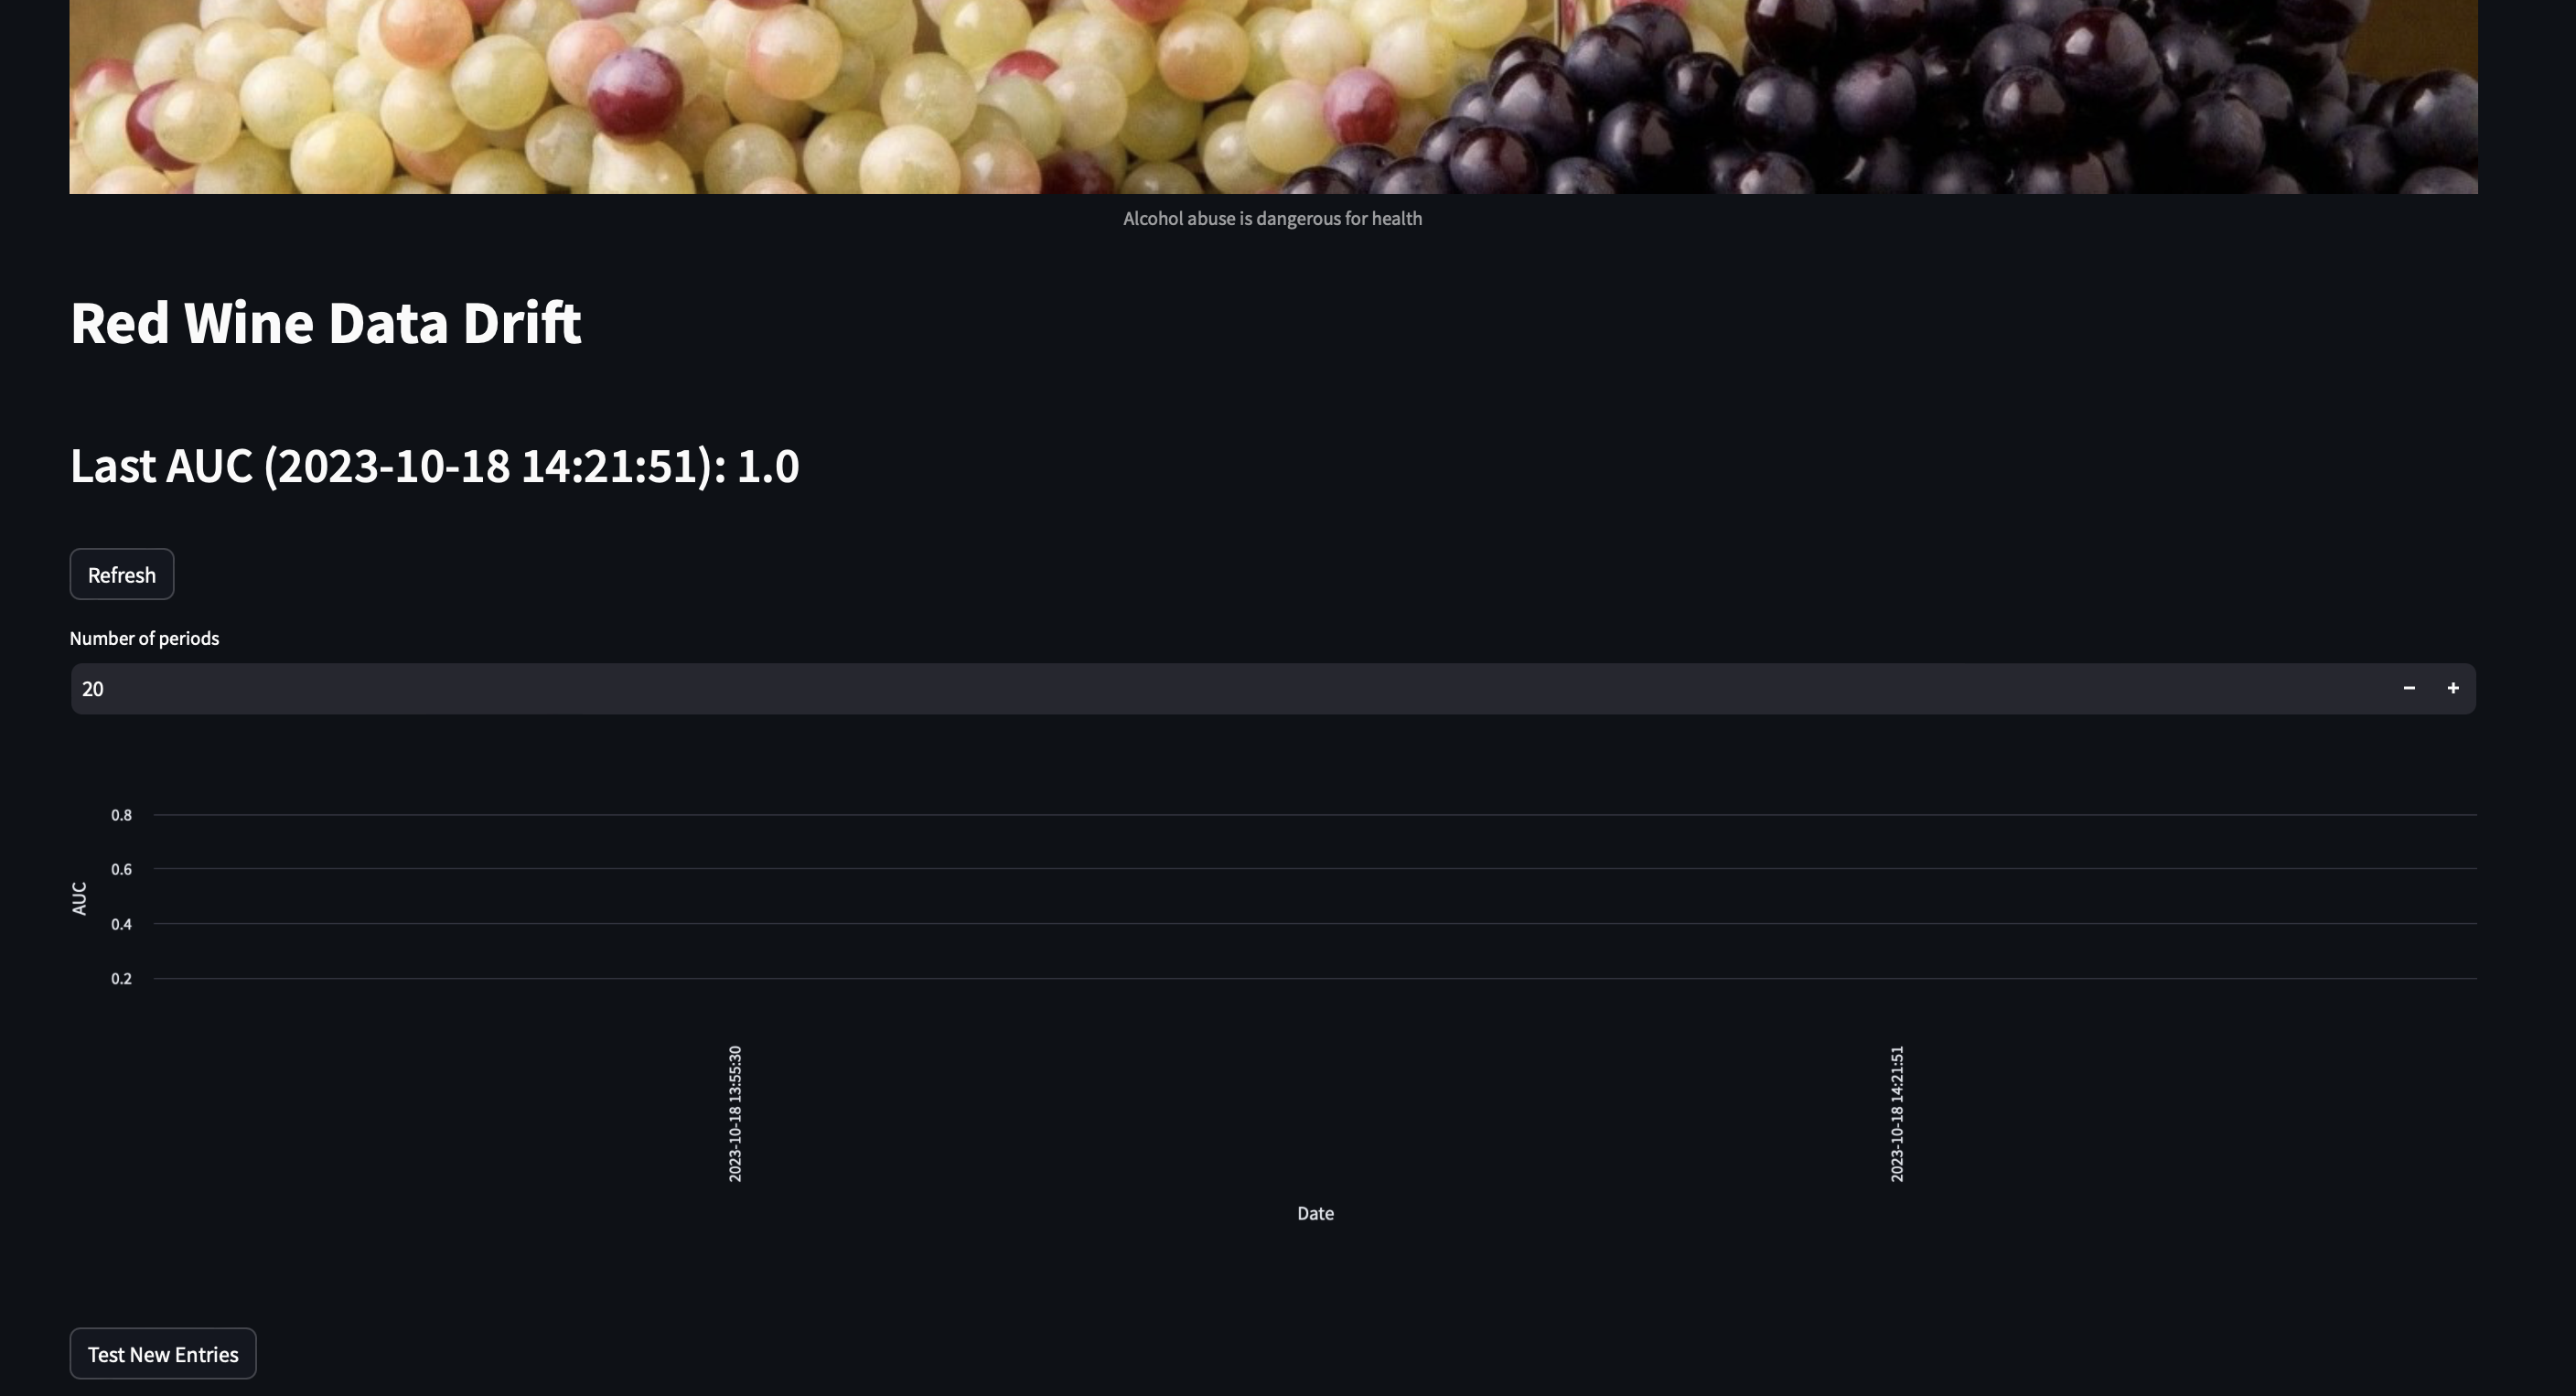 Alcohol abuse is dangerous for health
Red Wine Data Drift
Last AUC (2023-10-18 14:21:51): 1.0
Refresh
Number of periods
20
0.8
0.6
0.4
0.2
AUC
2023-10-18 13:55:30
2023-10-18 14:21:51
Date
Test New Entries